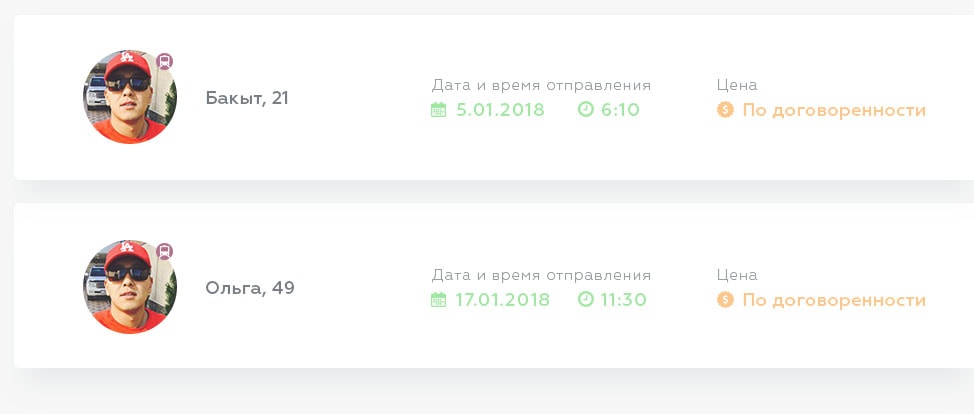 Бакыт, 21
Дата и время отправления
5.01.2018 6:10
Цена
По договоренности
Ольга, 49
Дата и время отправления
17.01.2018 11:30
Цена
По договоренности